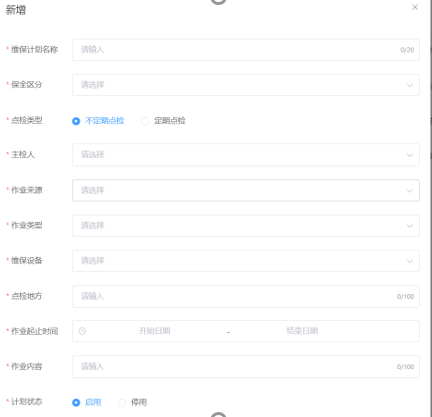 新增 ×
* 维保计划名称 请输入 0/20
* 保全区分 请选择
* 点检类型 不定期点检 定期点检
* 主检人 请选择
* 作业来源 请选择
* 作业类型 请选择
* 维保设备 请选择
* 点检地方 请输入 0/100
* 作业起止时间 开始日期 - 结束日期
* 作业内容 请输入 0/100
* 计划状态 启用 停用